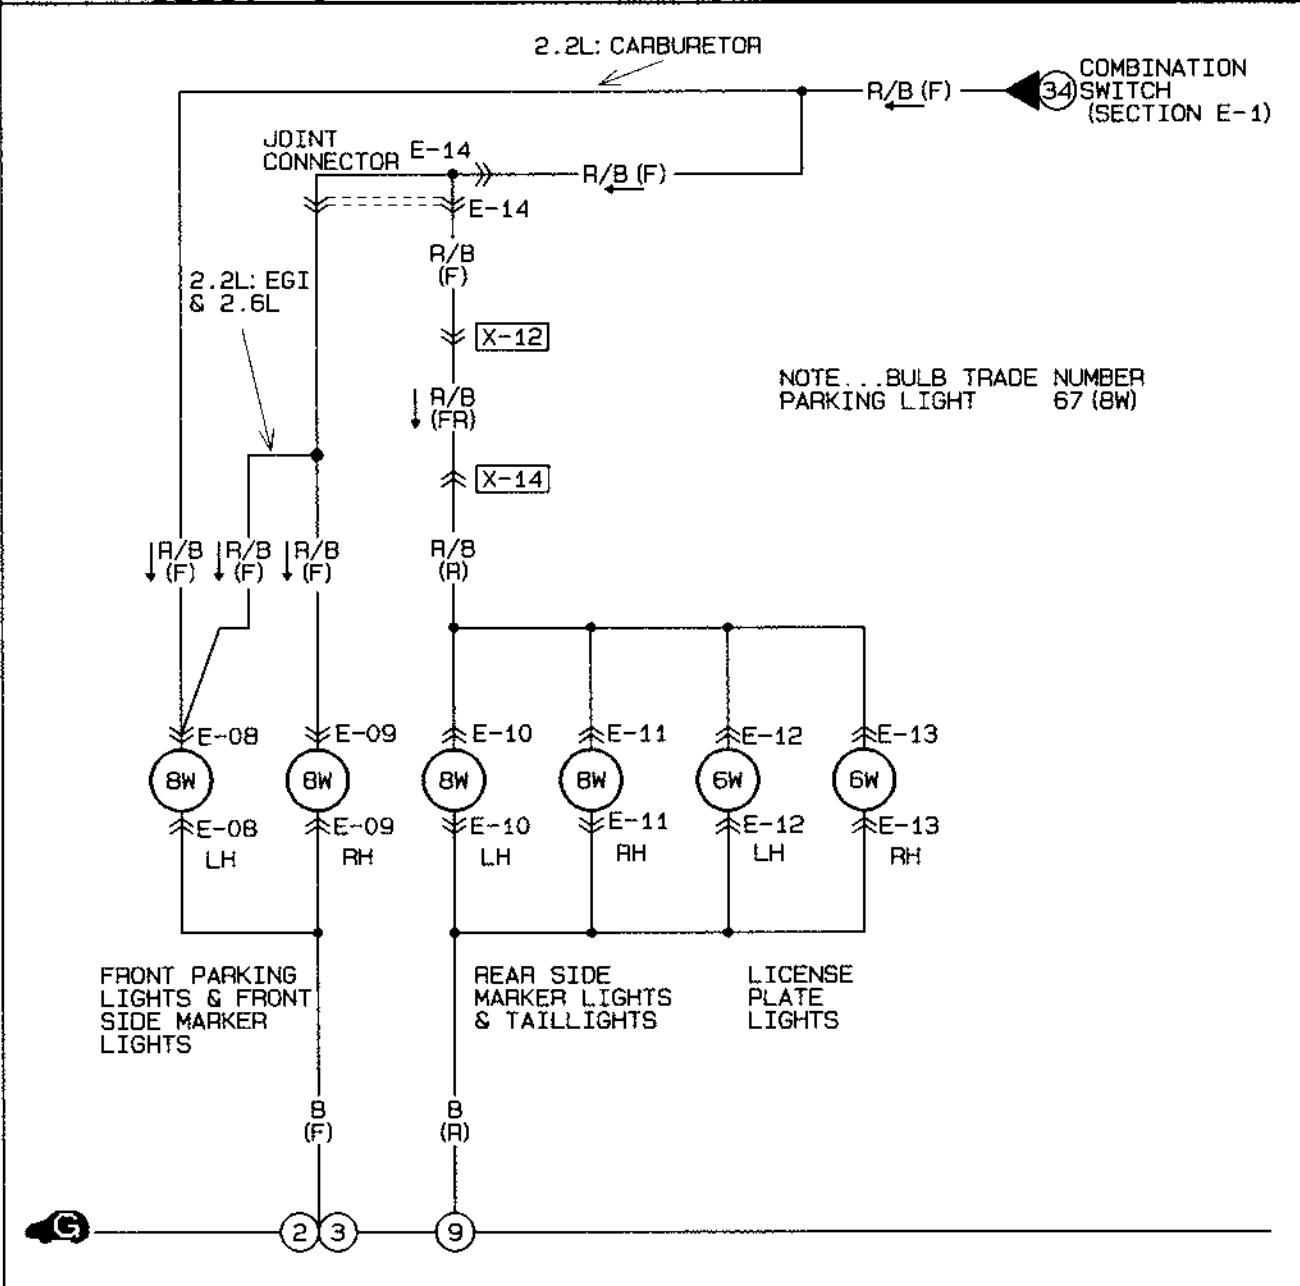 2.2L: CARBURETOR
R/B (F)
34
COMBINATION
SWITCH
(SECTION E-1)
JOINT
CONNECTOR
E-14
R/B (F)
E-14
R/B
(F)
2.2L: EGI
& 2.6L
X-12
NOTE...BULB TRADE NUMBER
PARKING LIGHT 67 (8W)
R/B
(FR)
X-14
R/B
(F)
R/B
(F)
R/B
(F)
R/B
(R)
E-08
E-09
E-10
E-11
E-12
E-13
8W
8W
8W
8W
6W
6W
E-08
E-09
E-10
E-11
E-12
E-13
LH
RH
LH
RH
LH
RH
FRONT PARKING
LIGHTS & FRONT
SIDE MARKER
LIGHTS
REAR SIDE
MARKER LIGHTS
& TAILLIGHTS
LICENSE
PLATE
LIGHTS
B
(F)
B
(R)
G
2
3
9